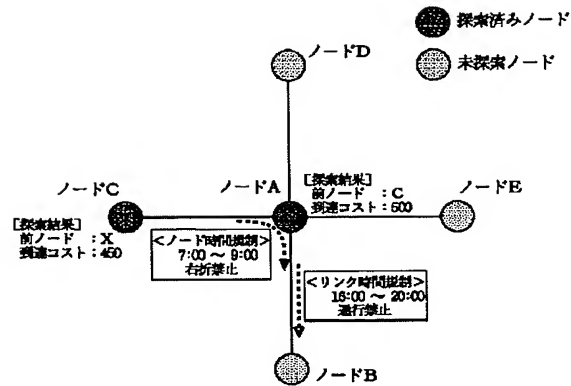 探索済みノード
未探索ノード
ノードD
ノードC
ノードA
[探索結果]
前ノード :C
到達コスト:500
ノードE
[探索結果]
前ノード :X
到達コスト:450
<ノード時間規制>
7:00 ~ 9:00
右折禁止
<リンク時間規制>
16:00 ~ 20:00
通行禁止
ノードB